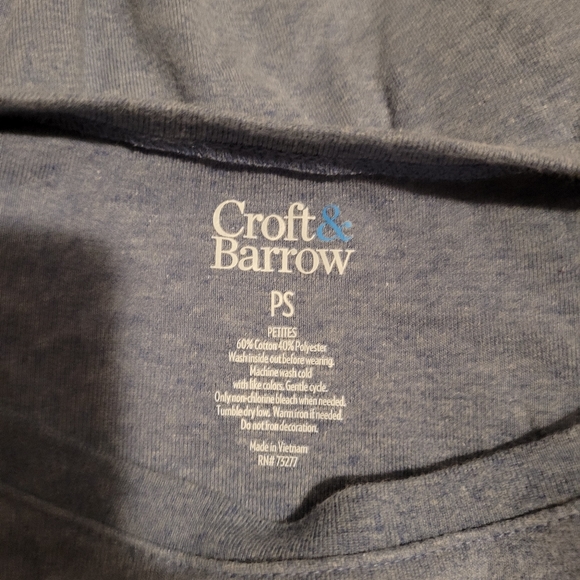 Croft&
Barrow
PS
PETITES
60% Cotton 40% Polyester
Wash inside out before wearing.
Machine wash cold
with like colors. Gentle cycle.
Only non-chlorine bleach when needed.
Tumble dry low. Warm iron if needed.
Do not iron decoration.
Made in Vietnam
RN# 73277